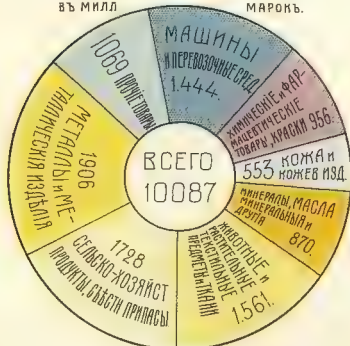 ВЪ МИЛЛ МАРОКЪ.
МАШИНЫ
И ПЕРЕВОЗОЧНЫЕ СРЕД.
1.444.
ХИМИЧЕСКІЕ, ФАР-
МАЦЕВТИЧЕСКІЕ
ТОВАРЫ, КРАСКИ 956.
553 КОЖА и
КОЖЕВ ИЗД.
МИНЕРАЛЫ, МАСЛА
МИНЕРАЛЬНЫЯ и
ДРУГІЯ
870.
ЖИВОТНЫЕ и
РАСТИТЕЛЬНЫЕ
ТЕКСТИЛЬНЫЕ
ПРЕДМЕТЫ и ТКАНИ
1.561.
1728
СЕЛЬСКО-ХОЗЯЙСТ
ПРОДУКТЫ, СЪѢСТН ПРИПАСЫ
1906
МЕТАЛЛЫ и МЕ-
ТАЛЛИЧЕСКІЯ ИЗДѢЛІЯ
1069 ПРОЧІЕ ТОВАРЫ
ВСЕГО
10087